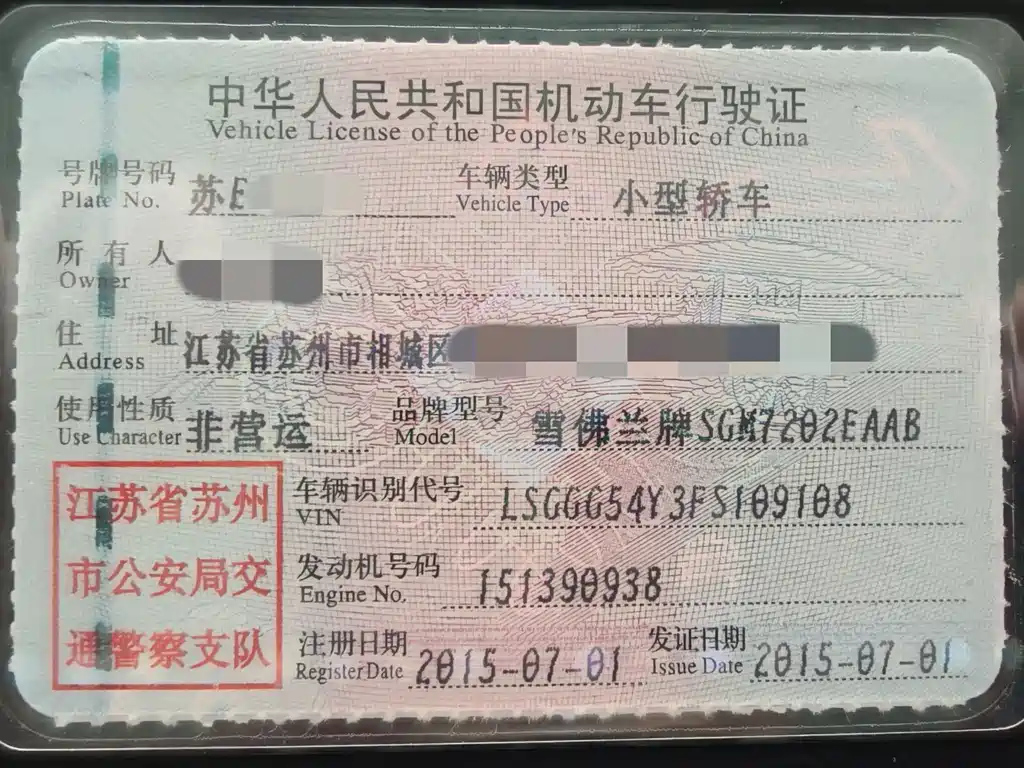 中华人民共和国机动车行驶证
Vehicle License of the People's Republic of China
号牌号码 苏E 车辆类型 小型轿车
Plate No. Vehicle Type
所有人
Owner
住址 江苏省苏州市相城区
Address
使用性质 非营运 品牌型号 雪佛兰牌SGM7202EAAB
Use Character Model
江苏省苏州
市公安局交
通警察支队
车辆识别代号 LSGGG54Y3FS109108
VIN
发动机号码 151390938
Engine No.
注册日期 2015-07-01 发证日期 2015-07-01
Register Date Issue Date